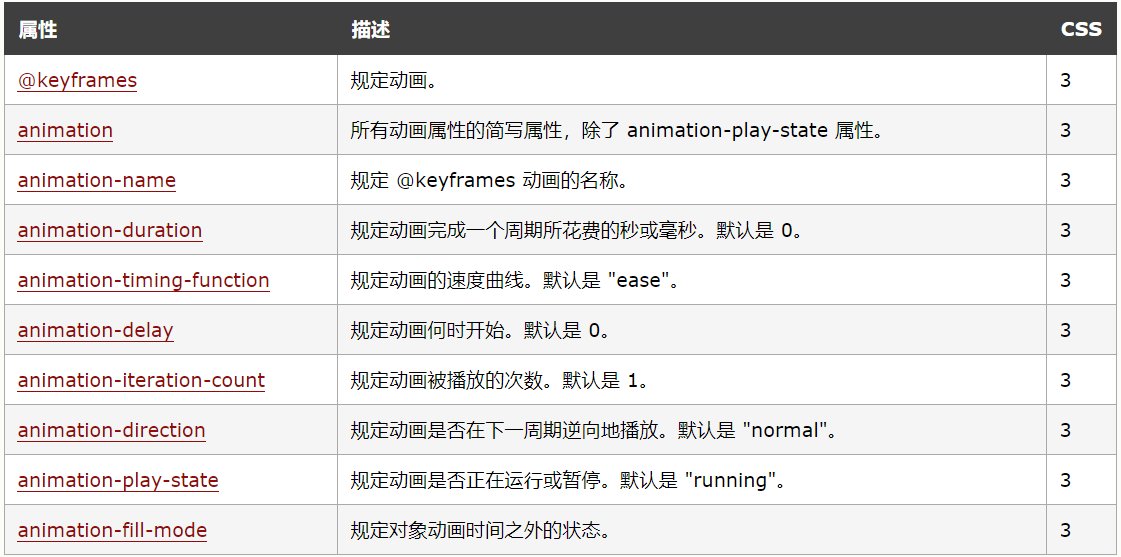 属性 描述 CSS
@keyframes 规定动画。 3
animation 所有动画属性的简写属性，除了 animation-play-state 属性。 3
animation-name 规定 @keyframes 动画的名称。 3
animation-duration 规定动画完成一个周期所花费的秒或毫秒。默认是 0。 3
animation-timing-function 规定动画的速度曲线。默认是 "ease"。 3
animation-delay 规定动画何时开始。默认是 0。 3
animation-iteration-count 规定动画被播放的次数。默认是 1。 3
animation-direction 规定动画是否在下一周期逆向地播放。默认是 "normal"。 3
animation-play-state 规定动画是否正在运行或暂停。默认是 "running"。 3
animation-fill-mode 规定对象动画时间之外的状态。 3